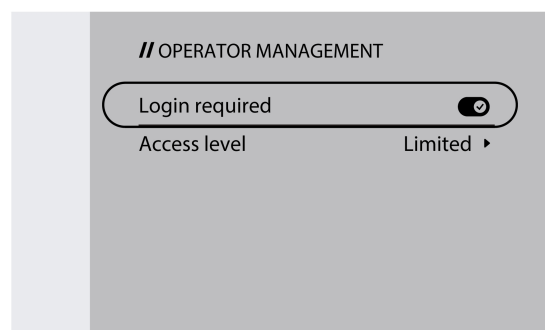 // OPERATOR MANAGEMENT
Login required
Access level Limited